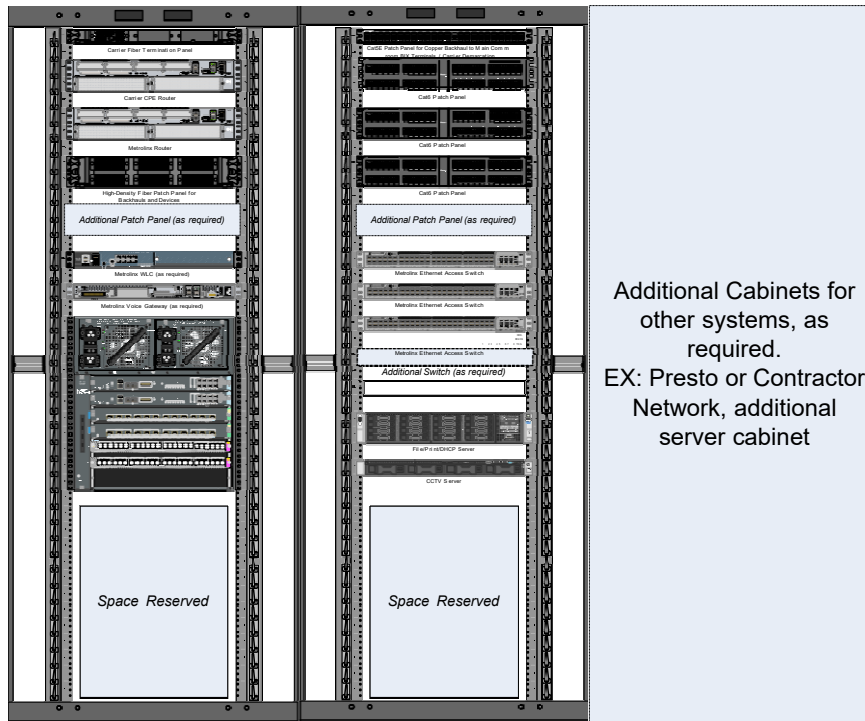 Carrier Fiber Termination Panel
Carrier CPE Router
Metrolinx Router
High-Density Fiber Patch Panel for
Backhauls and Devices
Additional Patch Panel (as required)
Metrolinx WLC (as required)
Metrolinx Voice Gateway (as required)
Space Reserved
Cat5E Patch Panel for Copper Backhaul to Main Comm
room BIX Terminals / Carrier Demarcation
Cat6 Patch Panel
Cat6 Patch Panel
Cat6 Patch Panel
Additional Patch Panel (as required)
Metrolinx Ethernet Access Switch
Metrolinx Ethernet Access Switch
Metrolinx Ethernet Access Switch
Additional Switch (as required)
File/Print/DHCP Server
CCTV Server
Space Reserved
Additional Cabinets for
other systems, as
required.
EX: Presto or Contractor
Network, additional
server cabinet